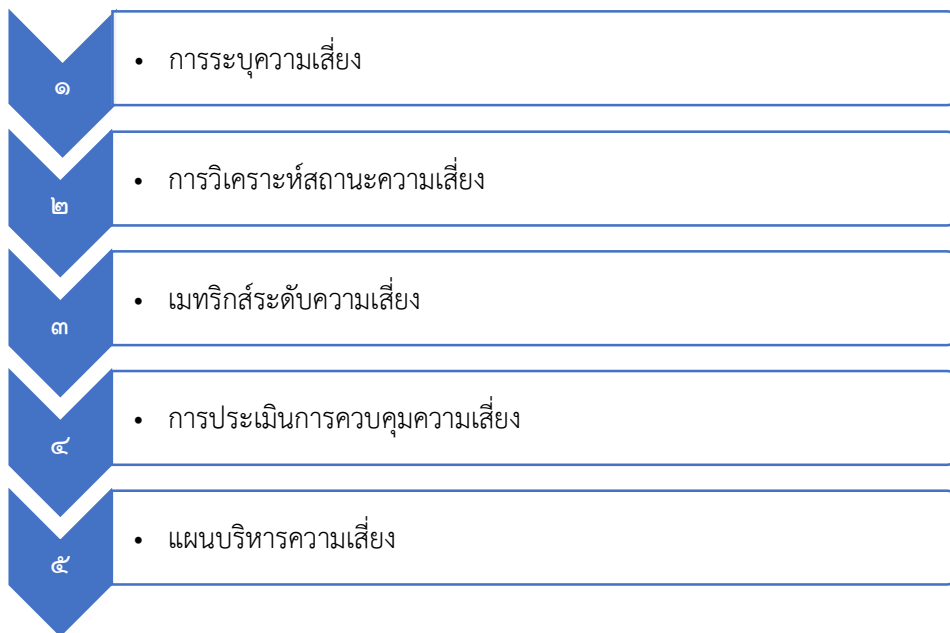 ๑
• การระบุความเสี่ยง
๒
• การวิเคราะห์สถานะความเสี่ยง
๓
• เมทริกส์ระดับความเสี่ยง
๔
• การประเมินการควบคุมความเสี่ยง
๕
• แผนบริหารความเสี่ยง